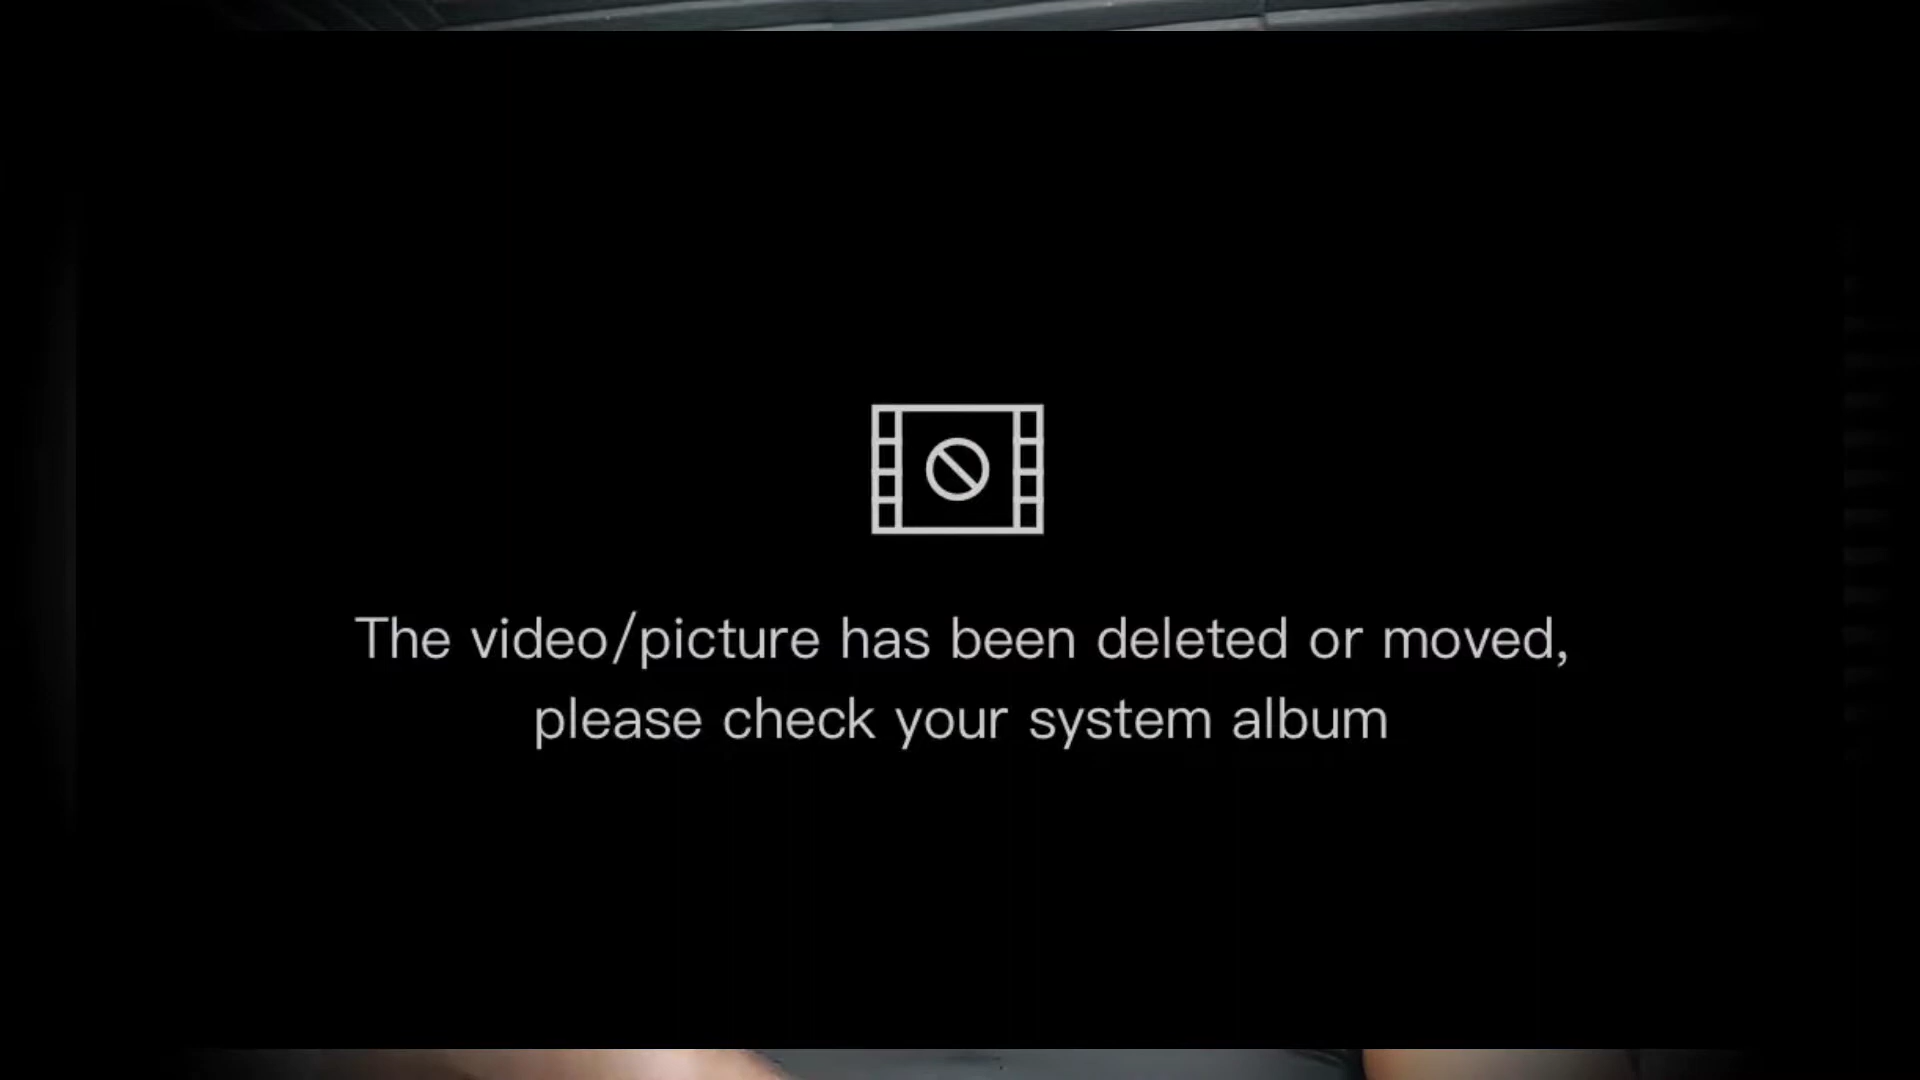 The video/picture has been deleted or moved,
please check your system album